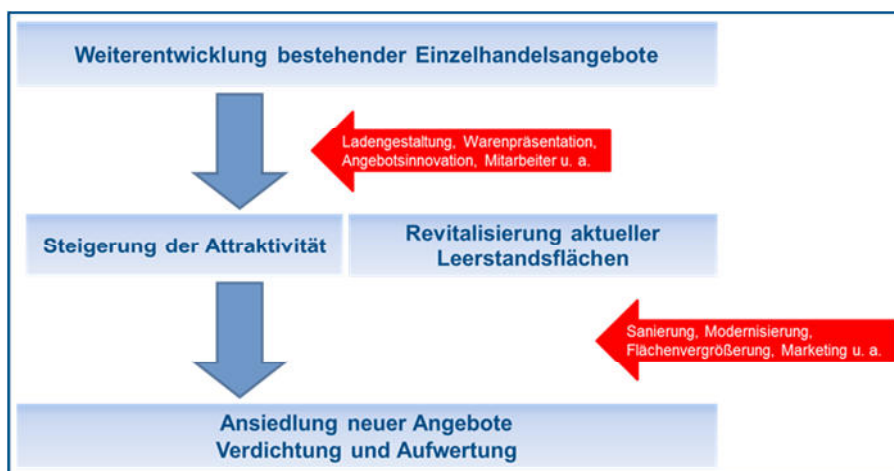 Weiterentwicklung bestehender Einzelhandelsangebote
Ladengestaltung, Warenpräsentation,
Angebotsinnovation, Mitarbeiter u. a.
Steigerung der Attraktivität
Revitalisierung aktueller
Leerstandsflächen
Sanierung, Modernisierung,
Flächenvergrößerung, Marketing u. a.
Ansiedlung neuer Angebote
Verdichtung und Aufwertung